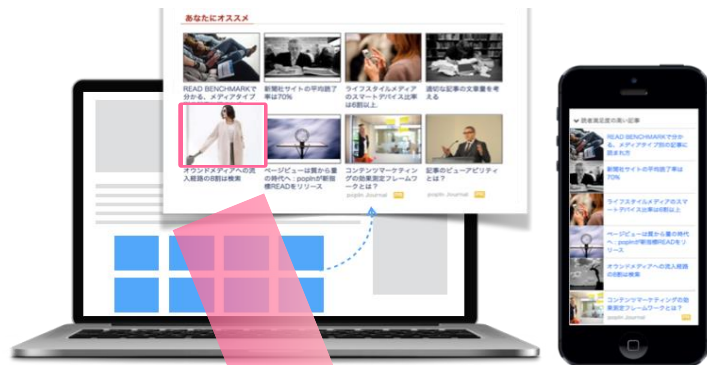 あなたにオススメ
READ BENCHMARKで
分かる、メディアタイプ
新聞社サイトの平均読了
率は70%
ライフスタイルメディア
のスマートデバイス比率
は6割以上
適切な記事の文章量を考
える
オウンドメディアへの流
入経路の8割は検索
ページビューは質から量
の時代へ：popInが新指
標READをリリース
コンテンツマーケティン
グの効果測定フレームワ
ークとは？
popIn Journal PR
記事のビューアビリティ
とは？
popIn Journal PR
読者満足度の高い記事
READ BENCHMARKで分か
る、メディアタイプ別の記事に
読まれ方
新聞社サイトの平均読了率は
70%
ライフスタイルメディアのスマ
ートデバイス比率は6割以上
ページビューは質から量の時代
へ：popInが新指標READをリ
リース
オウンドメディアへの流入経路
の8割は検索
コンテンツマーケティングの効
果測定フレームワークとは？
popIn Journal PR